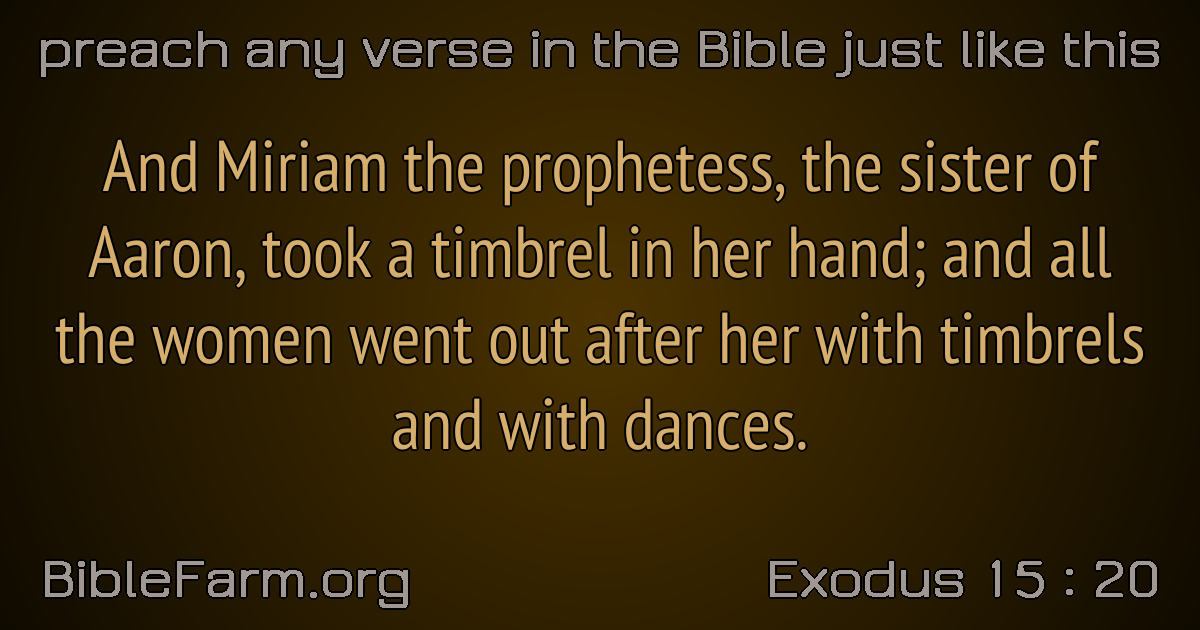 preach any verse in the Bible just like this
And Miriam the prophetess, the sister of
Aaron, took a timbrel in her hand; and all
the women went out after her with timbrels
and with dances.
BibleFarm.org
Exodus 15 : 20